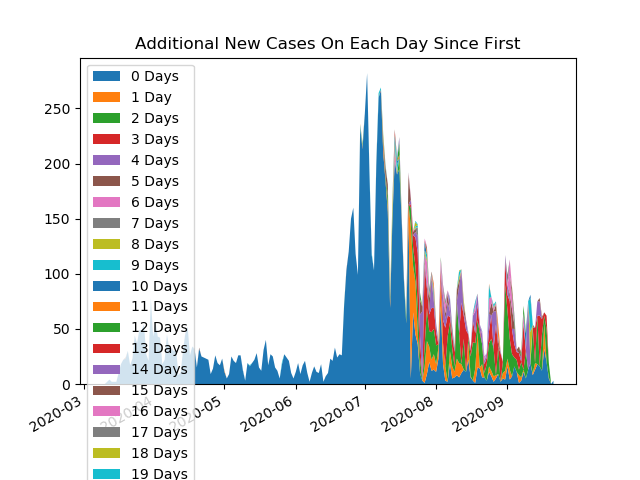 Additional New Cases On Each Day Since First
250
200
150
100
50
0
0 Days
1 Day
2 Days
3 Days
4 Days
5 Days
6 Days
7 Days
8 Days
9 Days
10 Days
11 Days
12 Days
13 Days
14 Days
15 Days
16 Days
17 Days
18 Days
19 Days
2020-03
2020-04
2020-05
2020-06
2020-07
2020-08
2020-09